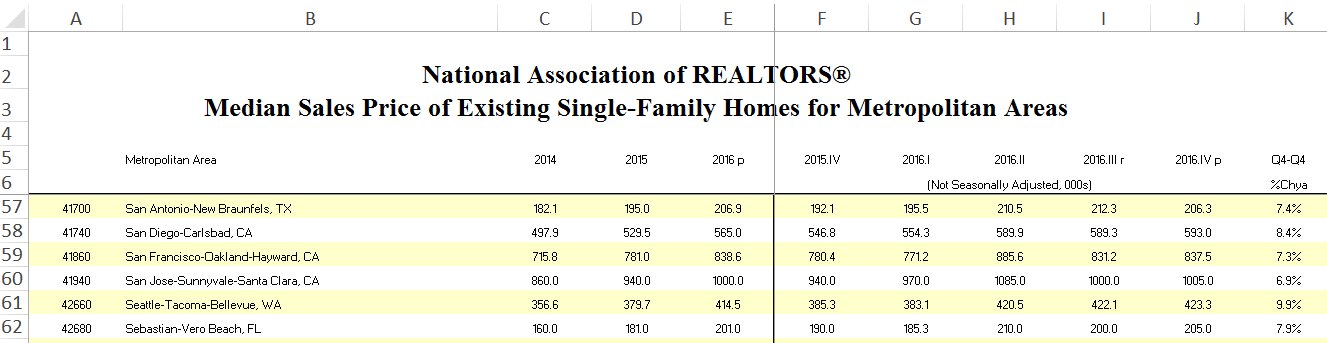 A B C D E F G H I J K
1
2 National Association of REALTORS®
3 Median Sales Price of Existing Single-Family Homes for Metropolitan Areas
4
5 Metropolitan Area 2014 2015 2016 p 2015.IV 2016.I 2016.II 2016.III r 2016.IV p Q4-Q4
6 (Not Seasonally Adjusted, 000s) %Chya
57 41700 San Antonio-New Braunfels, TX 182.1 195.0 206.9 192.1 195.5 210.5 212.3 206.3 7.4%
58 41740 San Diego-Carlsbad, CA 497.9 529.5 565.0 546.8 554.3 589.9 589.3 593.0 8.4%
59 41860 San Francisco-Oakland-Hayward, CA 715.8 781.0 838.6 780.4 771.2 885.6 831.2 837.5 7.3%
60 41940 San Jose-Sunnyvale-Santa Clara, CA 860.0 940.0 1000.0 940.0 970.0 1085.0 1000.0 1005.0 6.9%
61 42660 Seattle-Tacoma-Bellevue, WA 356.6 379.7 414.5 385.3 383.1 420.5 422.1 423.3 9.9%
62 42680 Sebastian-Vero Beach, FL 160.0 181.0 201.0 190.0 185.3 210.0 200.0 205.0 7.9%